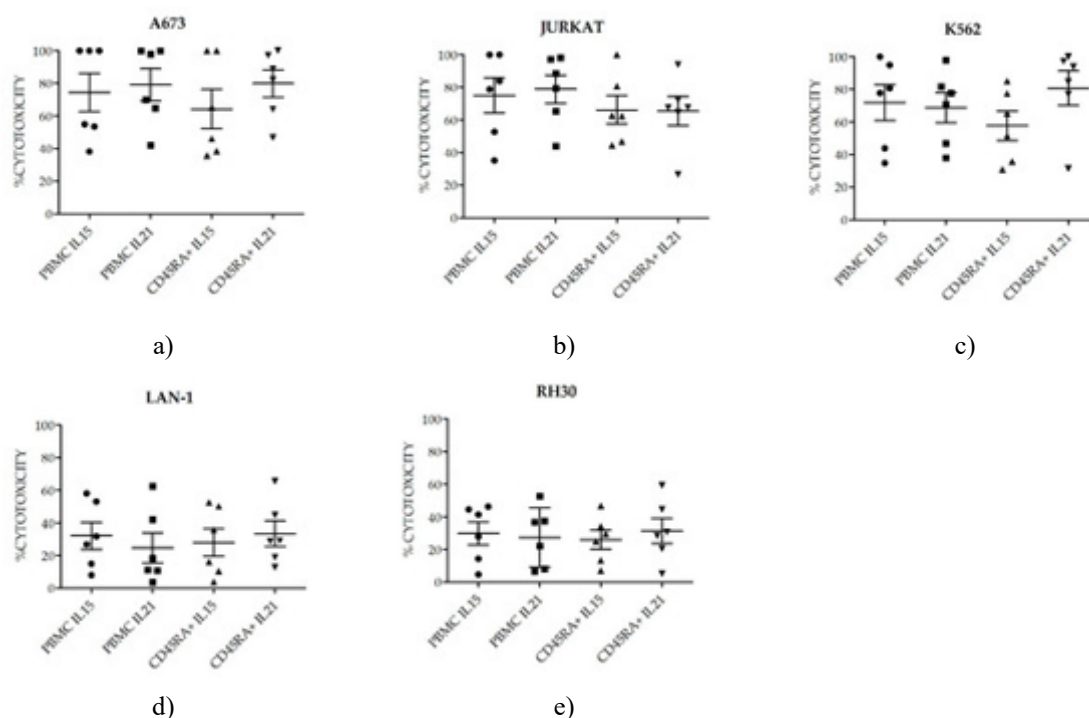 A673
%CYTOTOXICITY
100
80
60
40
20
0
PBMC IL15
PBMC IL21
CD45RA+ IL15
CD45RA+ IL21
a)
JURKAT
% CYTOTOXICITY
100
80
60
40
20
0
PBMC IL15
PBMC IL21
CD45RA+ IL15
CD45RA+ IL21
b)
K562
% CYTOTOXICITY
100
80
60
40
20
0
PBMC IL15
PBMC IL21
CD45RA+ IL15
CD45RA+ IL21
c)
LAN-1
%CYTOTOXICITY
100
80
60
40
20
0
PBMC IL15
PBMC IL21
CD45RA+ IL15
CD45RA+ IL21
d)
RH30
%CYTOTOXICITY
100
80
60
40
20
0
PBMC IL15
PBMC IL21
CD45RA+ IL15
CD45RA+ IL21
e)